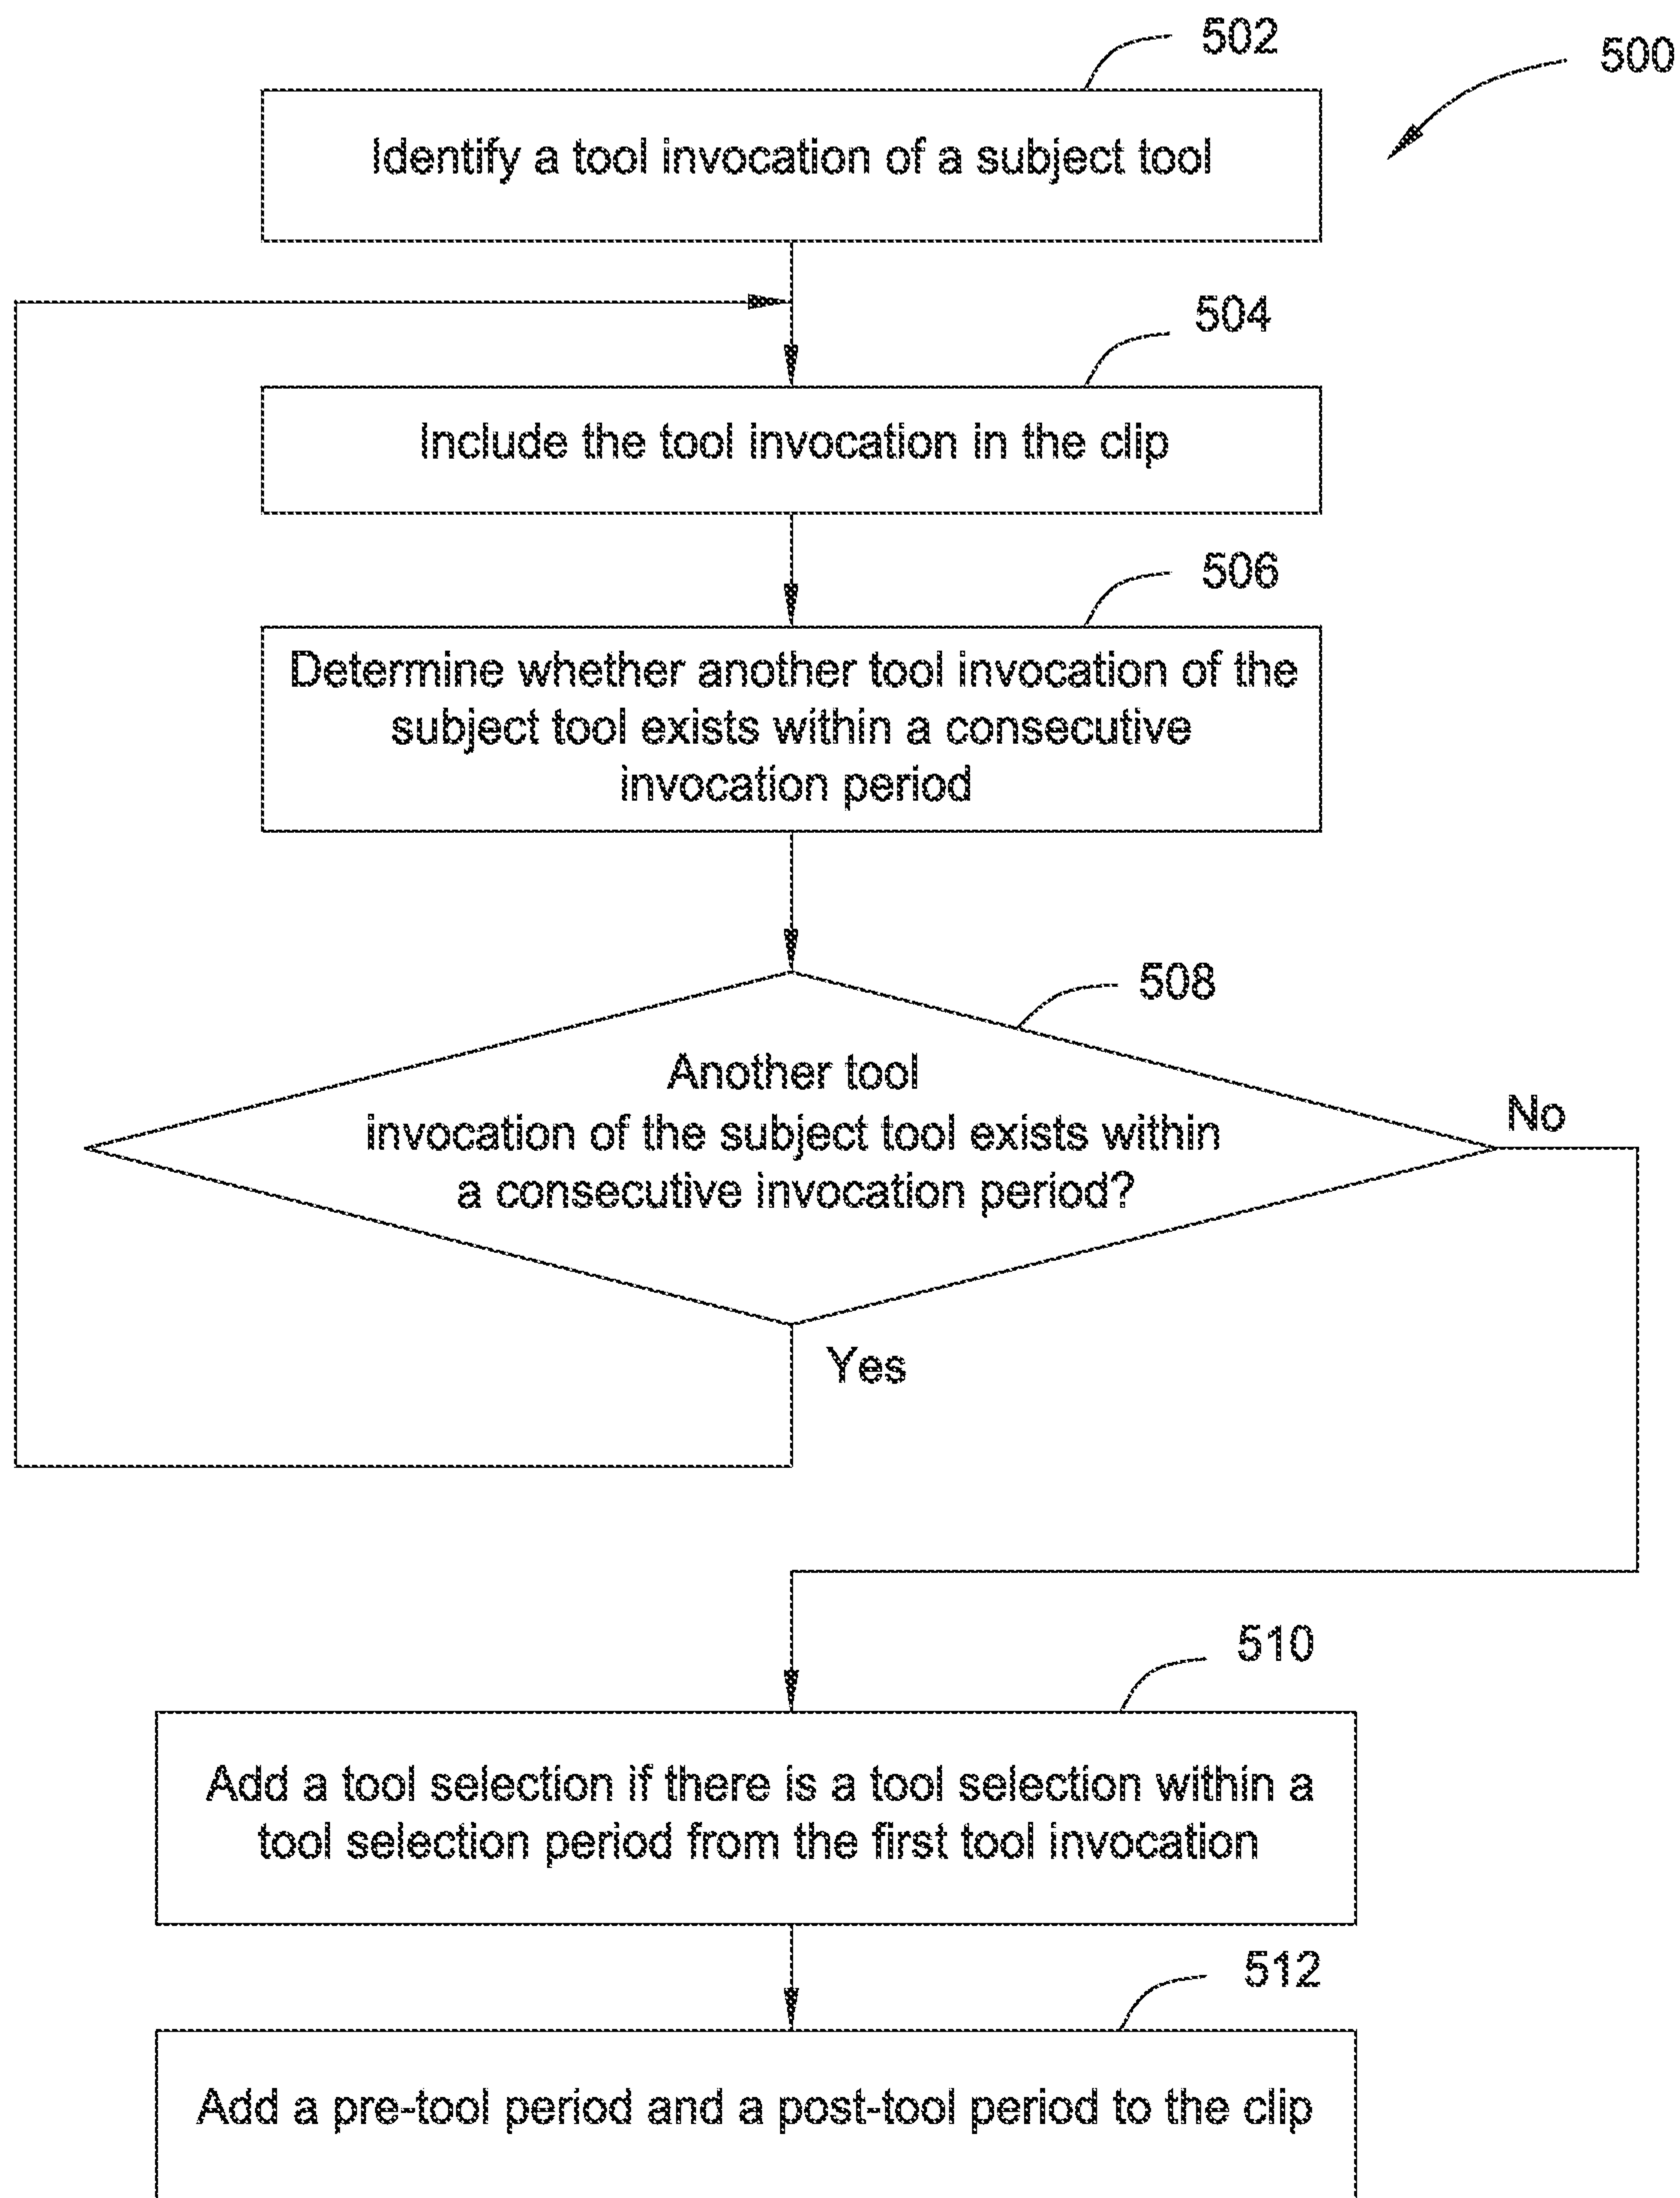 502
500
Identify a tool invocation of a subject tool
504
Include the tool invocation in the clip
506
Determine whether another tool invocation of the
subject tool exists within a consecutive
invocation period
508
Another tool
invocation of the subject tool exists within
a consecutive invocation period?
No
Yes
510
Add a tool selection if there is a tool selection within a
tool selection period from the first tool invocation
512
Add a pre-tool period and a post-tool period to the clip